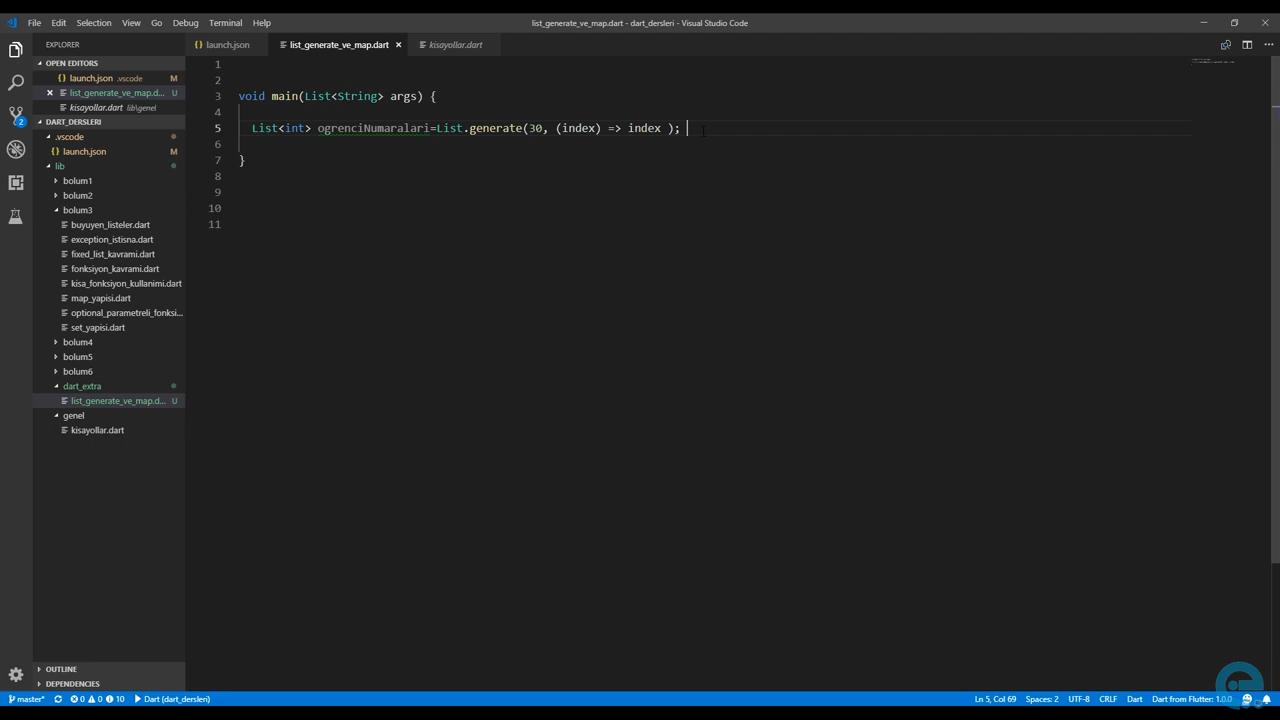 File Edit Selection View Go Debug Terminal Help
list_generate_ve_map.dart - dart_dersleri - Visual Studio Code
EXPLORER
{} launch.json
list_generate_ve_map.dart ×
kisayollar.dart
OPEN EDITORS
{} launch.json .vscode M
× list_generate_ve_map.d... U
kisayollar.dart lib\genel
DART_DERSLERI
.vscode
{} launch.json M
lib
bolum1
bolum2
bolum3
buyuyen_listeler.dart
exception_istisna.dart
fixed_list_kavrami.dart
fonksiyon_kavrami.dart
kisa_fonksiyon_kullanimi.dart
map_yapisi.dart
optional_parametreli_fonksi...
set_yapisi.dart
bolum4
bolum5
bolum6
dart_extra
list_generate_ve_map.d... U
genel
kisayollar.dart
OUTLINE
DEPENDENCIES
2
1
2
3 void main(List<String> args) {
4
5 List<int> ogrenciNumaralari=List.generate(30, (index) => index );
6
7 }
8
9
10
11
master* 0 0 10 Dart (dart_dersleri)
Ln 5, Col 69 Spaces: 2 UTF-8 CRLF Dart Dart from Flutter: 1.0.0